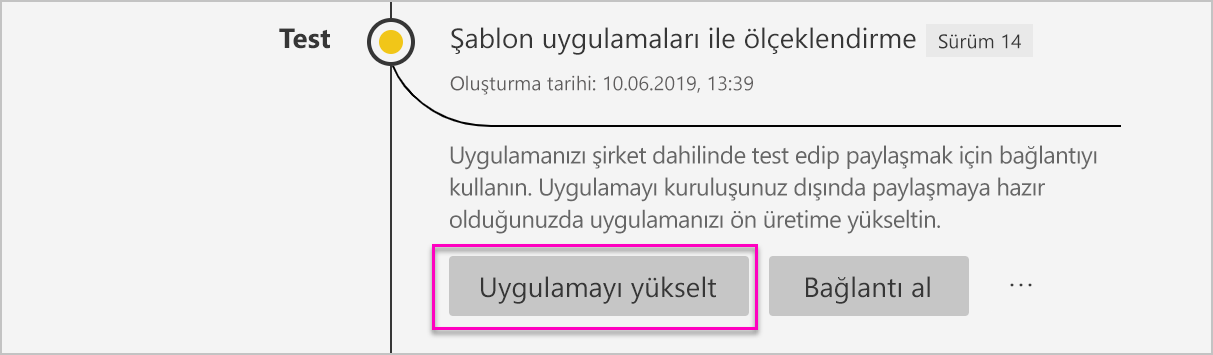 Test
Şablon uygulamaları ile ölçeklendirme Sürüm 14
Oluşturma tarihi: 10.06.2019, 13:39
Uygulamanızı şirket dahilinde test edip paylaşmak için bağlantıyı
kullanın. Uygulamayı kuruluşunuz dışında paylaşmaya hazır
olduğunuzda uygulamanızı ön üretime yükseltin.
Uygulamayı yükselt Bağlantı al ...